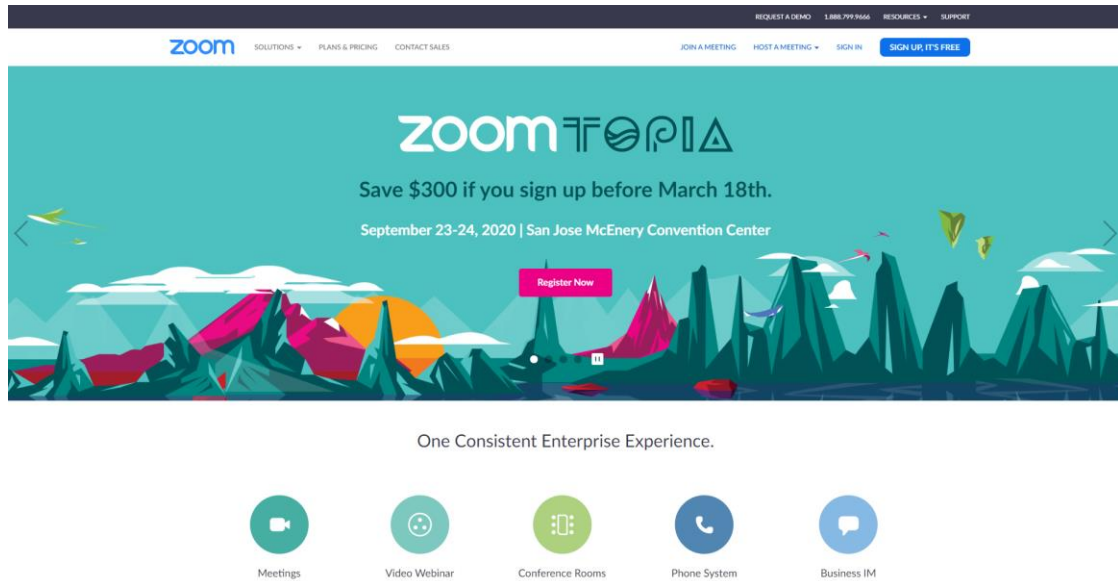 REQUEST A DEMO 1.888.799.9666 RESOURCES SUPPORT
zoom SOLUTIONS PLANS & PRICING CONTACT SALES JOIN A MEETING HOST A MEETING SIGN IN SIGN UP, IT'S FREE
zoomTOPIA
Save $300 if you sign up before March 18th.
September 23-24, 2020 | San Jose McEnery Convention Center
Register Now
One Consistent Enterprise Experience.
Meetings Video Webinar Conference Rooms Phone System Business IM